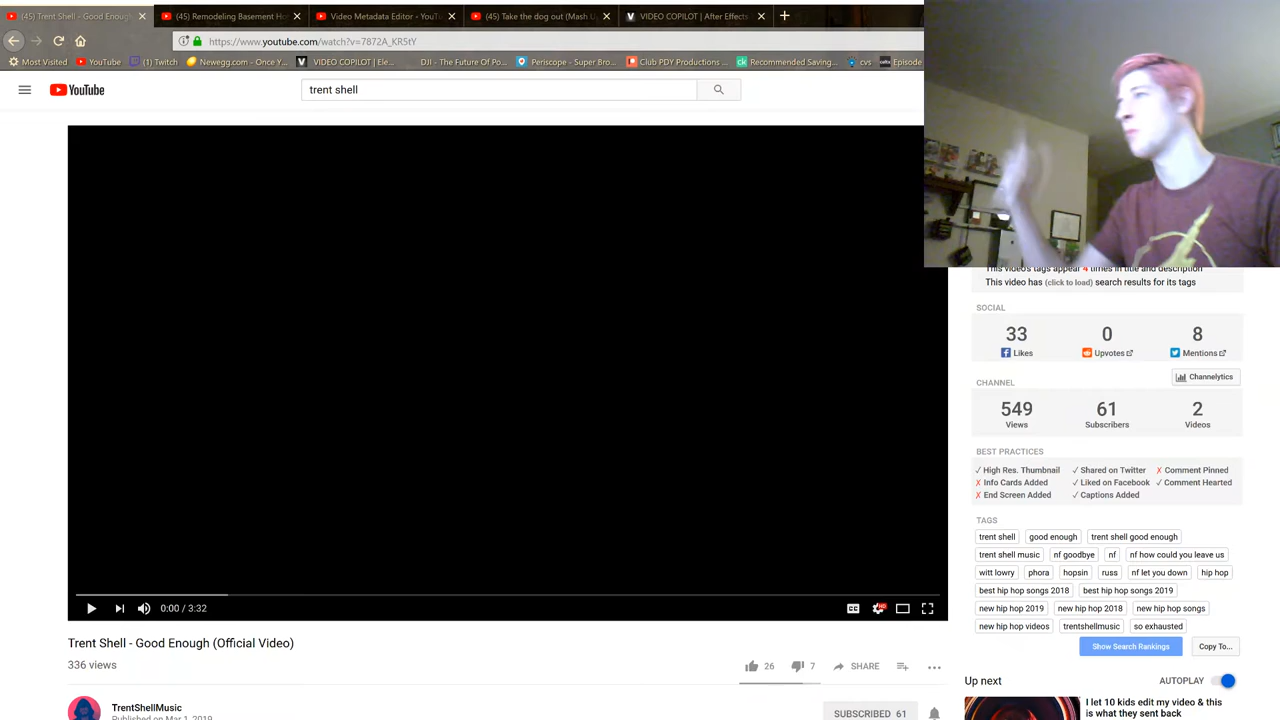 (45) Trent Shell - Good Enough
(45) Remodeling Basement Ho
Video Metadata Editor - YouTu
(45) Take the dog out (Mash U
VIDEO COPILOT | After Effects
https://www.youtube.com/watch?v=7872A_KR5tY
Most Visited
YouTube
(1) Twitch
Newegg.com - Once Y...
VIDEO COPILOT | Ele...
DJI - The Future Of Po...
Periscope - Super Bro...
Club PDY Productions ...
Recommended Saving...
cvs
Episode
YouTube
trent shell
This video's tags appear 4 times in title and description
This video has (click to load) search results for its tags
SOCIAL
33 0 8
Likes Upvotes Mentions
Channelytics
CHANNEL
549 61 2
Views Subscribers Videos
BEST PRACTICES
✓ High Res. Thumbnail ✓ Shared on Twitter ✗ Comment Pinned
✗ Info Cards Added ✓ Liked on Facebook ✓ Comment Hearted
✗ End Screen Added ✓ Captions Added
TAGS
trent shell good enough trent shell good enough
trent shell music nf goodbye nf nf how could you leave us
witt lowry phora hopsin russ nf let you down hip hop
best hip hop songs 2018 best hip hop songs 2019
new hip hop 2019 new hip hop 2018 new hip hop songs
new hip hop videos trentshellmusic so exhausted
Show Search Rankings Copy To...
0:00 / 3:32
CC
HD
Trent Shell - Good Enough (Official Video)
336 views
26 7 SHARE
Up next AUTOPLAY
I let 10 kids edit my video & this
is what they sent back
TrentShellMusic
Published on Mar 1, 2019
SUBSCRIBED 61